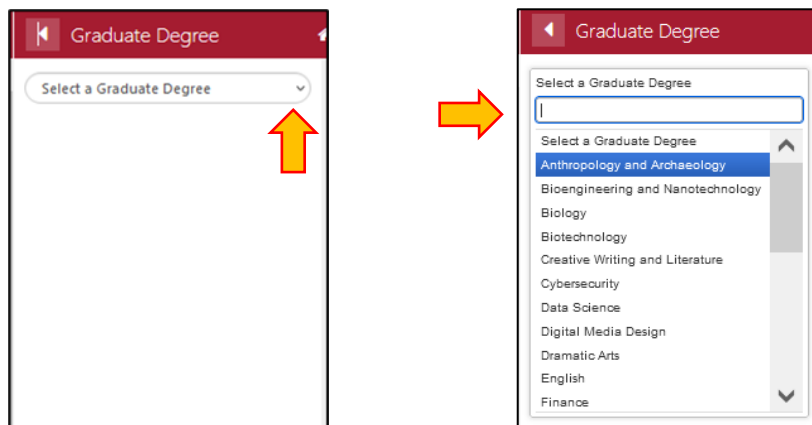 Graduate Degree
Select a Graduate Degree
Graduate Degree
Select a Graduate Degree
Select a Graduate Degree
Anthropology and Archaeology
Bioengineering and Nanotechnology
Biology
Biotechnology
Creative Writing and Literature
Cybersecurity
Data Science
Digital Media Design
Dramatic Arts
English
Finance